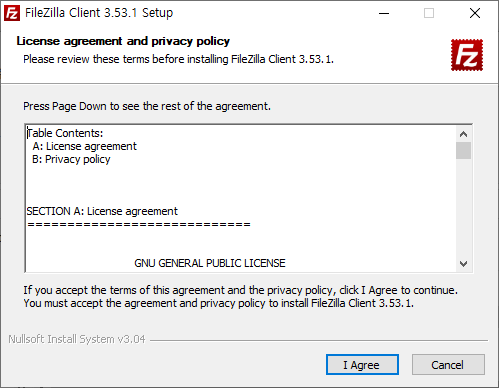 FileZilla Client 3.53.1 Setup
License agreement and privacy policy
Please review these terms before installing FileZilla Client 3.53.1.
Fz
Press Page Down to see the rest of the agreement.
Table Contents:
A: License agreement
B: Privacy policy
SECTION A: License agreement
============================
GNU GENERAL PUBLIC LICENSE
If you accept the terms of this agreement and the privacy policy, click I Agree to continue.
You must accept the agreement and privacy policy to install FileZilla Client 3.53.1.
Nullsoft Install System v3.04
I Agree
Cancel